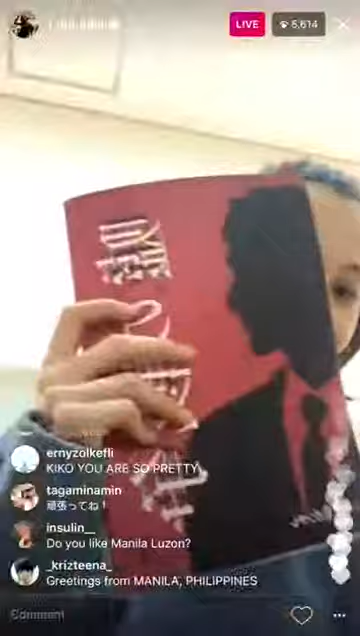 LIVE
5,614
ernyzolkefli
KIKO YOU ARE SO PRETTY
tagaminamin
頑張ってね！
insulin__
Do you like Manila Luzon?
_krizteena_
Greetings from MANILA, PHILIPPINES
Comment